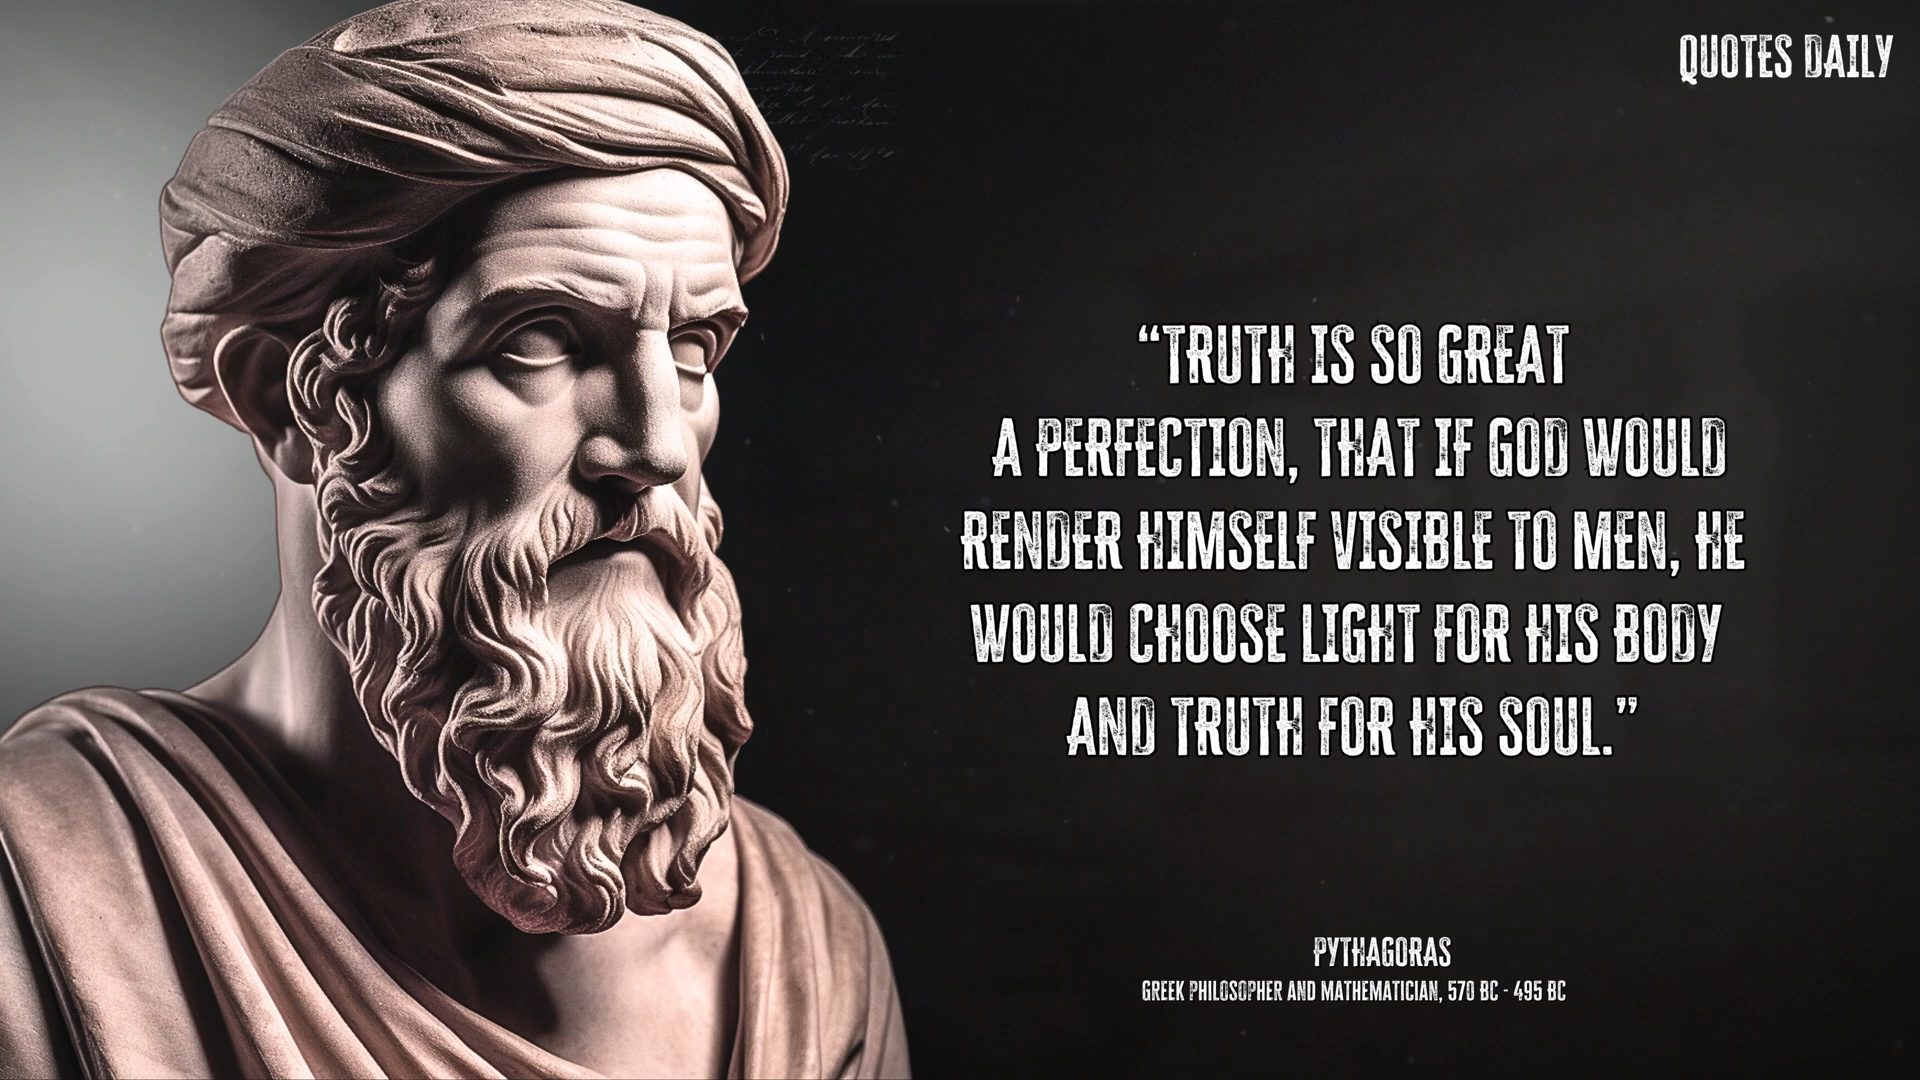 QUOTES DAILY
“TRUTH IS SO GREAT
A PERFECTION, THAT IF GOD WOULD
RENDER HIMSELF VISIBLE TO MEN, HE
WOULD CHOOSE LIGHT FOR HIS BODY
AND TRUTH FOR HIS SOUL.”
PYTHAGORAS
GREEK PHILOSOPHER AND MATHEMATICIAN, 570 BC - 495 BC